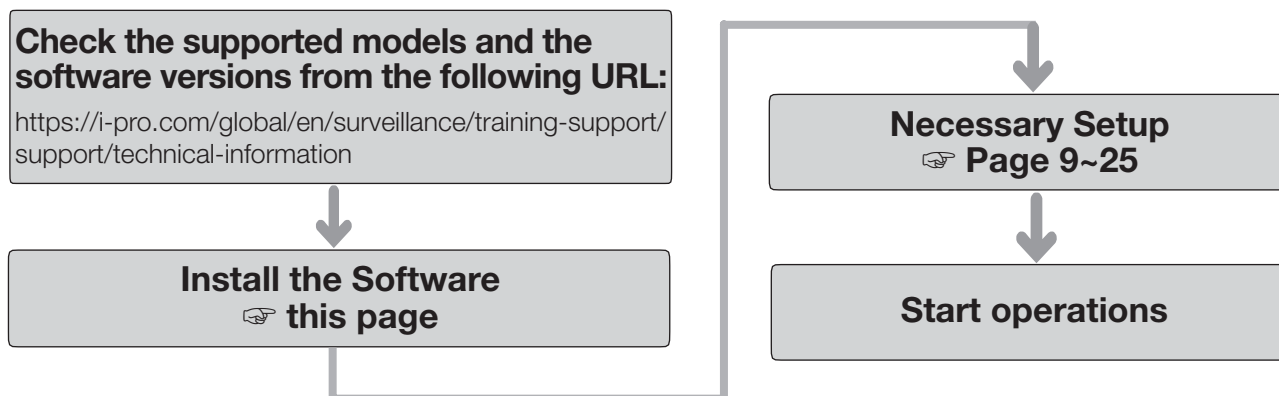 Check the supported models and the
software versions from the following URL:
https://i-pro.com/global/en/surveillance/training-support/
support/technical-information
Install the Software
☞ this page
Necessary Setup
☞ Page 9~25
Start operations